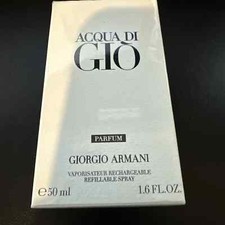 ACQUA DI
GIÒ
PARFUM
GIORGIO ARMANI
VAPORISATEUR RECHARGEABLE
REFILLABLE SPRAY
℮50 ml 1.6 FL.OZ.